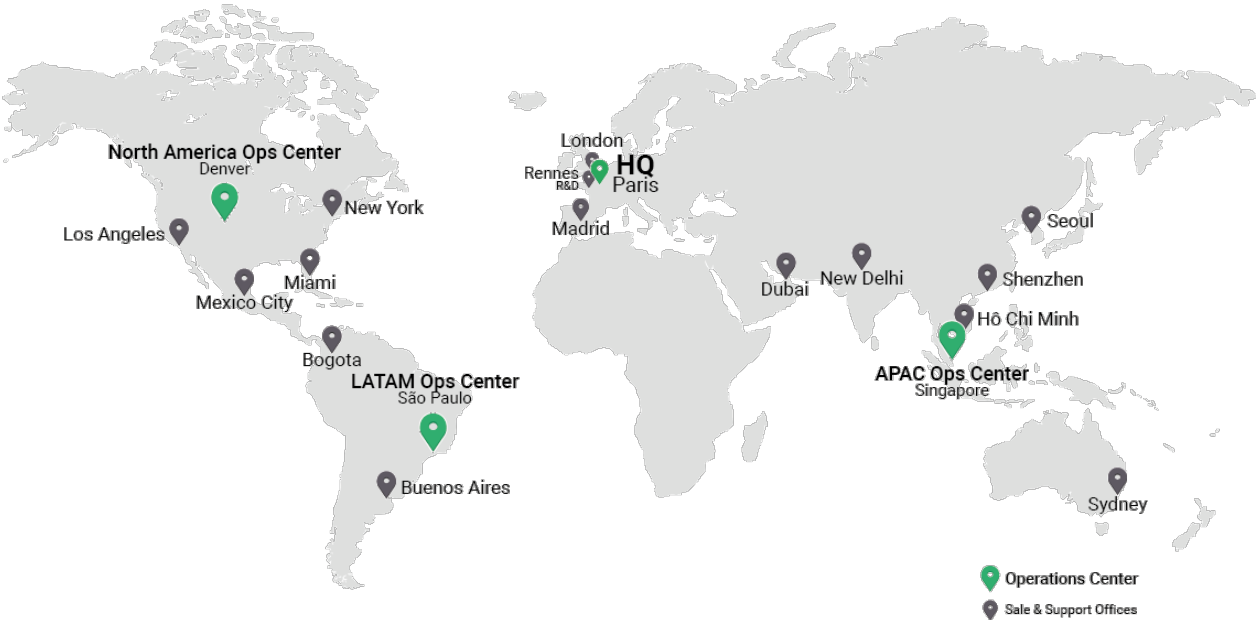 North America Ops Center
Denver
Los Angeles
New York
Miami
Mexico City
Bogota
LATAM Ops Center
São Paulo
Buenos Aires
London
HQ
Paris
Rennes
R&D
Madrid
Dubai
New Delhi
Seoul
Shenzhen
Hô Chi Minh
APAC Ops Center
Singapore
Sydney
Operations Center
Sale & Support Offices